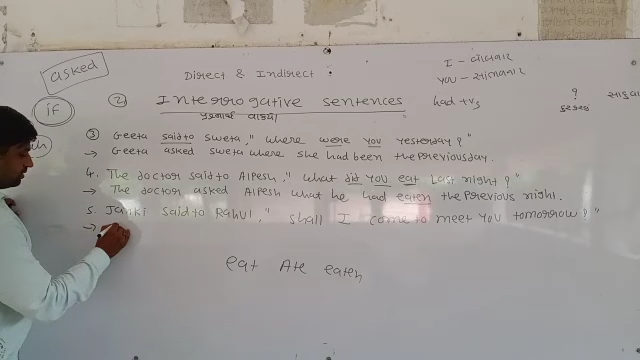 asked
Direct & Indirect
I - બોલનાર
YOU - સાંભળનાર
if
② Interrogative sentences
had + v3
?
પ્રશ્નાર્થ વાક્યો
wh
③ Geeta said to Sweta, " where were you yesterday ? "
→ Geeta asked Sweta where she had been the previous day.
4. The doctor said to Alpesh, " What did you eat last night ? "
→ The doctor asked Alpesh what he had eaten the previous night.
5. Janki said to Rahul, " shall I come to meet you tomorrow ? "
→
eat Ate eaten